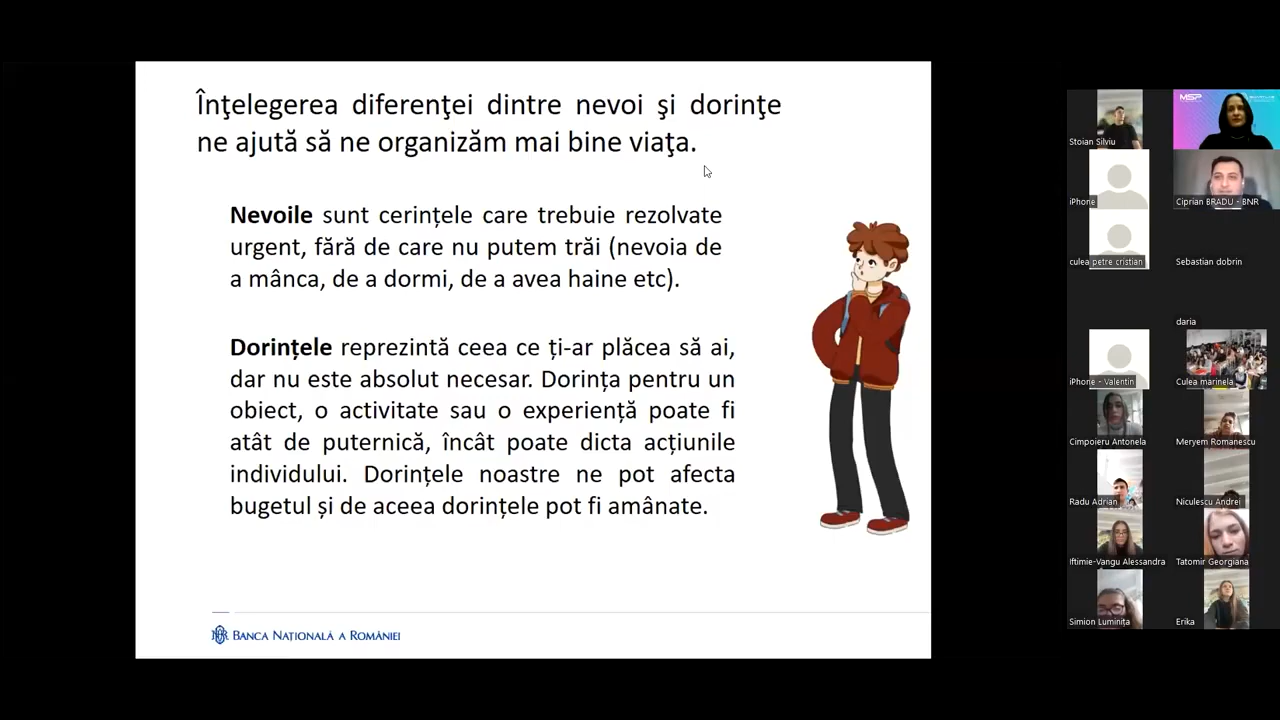 Înţelegerea diferenţei dintre nevoi şi dorinţe
ne ajută să ne organizăm mai bine viaţa.
Nevoile sunt cerințele care trebuie rezolvate
urgent, fără de care nu putem trăi (nevoia de
a mânca, de a dormi, de a avea haine etc).
Dorințele reprezintă ceea ce ți-ar plăcea să ai,
dar nu este absolut necesar. Dorința pentru un
obiect, o activitate sau o experiență poate fi
atât de puternică, încât poate dicta acțiunile
individului. Dorințele noastre ne pot afecta
bugetul și de aceea dorințele pot fi amânate.
BANCA NAȚIONALĂ A ROMÂNIEI
MSP
Stoian Silviu
iPhone
Ciprian BRADU - BNR
culea petre cristian
Sebastian dobrin
daria
iPhone - Valentin
Culea marinela
Cimpoieru Antonela
Meryem Romanescu
Radu Adrian
Niculescu Andrei
Iftimie-Vangu Alessandra
Tatomir Georgiana
Simion Luminița
Erika